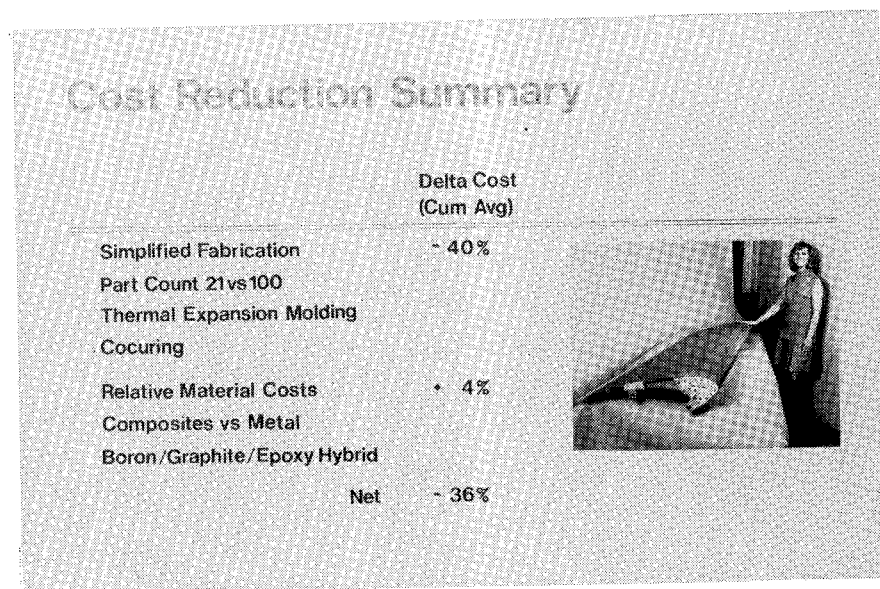 Cost Reduction Summary
Delta Cost
(Cum Avg)
Simplified Fabrication - 40%
Part Count 21 vs 100
Thermal Expansion Molding
Cocuring
Relative Material Costs + 4%
Composites vs Metal
Boron/Graphite/Epoxy Hybrid
Net - 36%